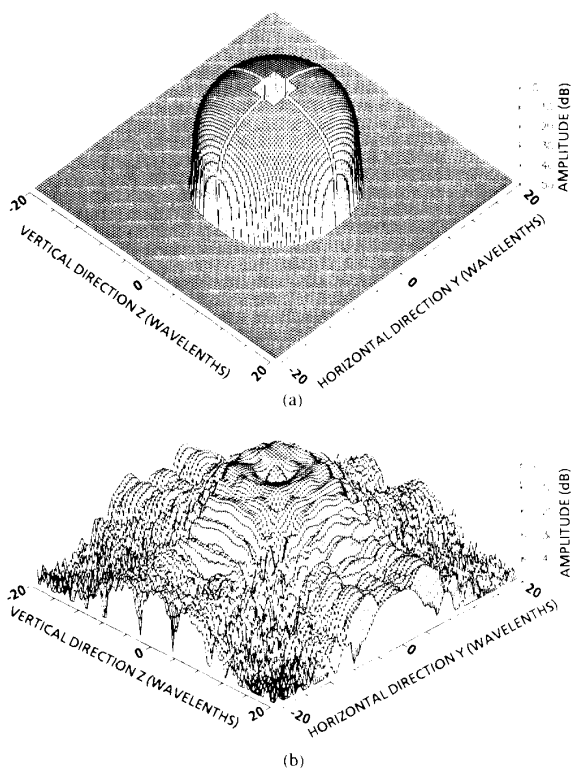 AMPLITUDE (dB)
-20
VERTICAL DIRECTION Z (WAVELENTHS)
0
20
-20
HORIZONTAL DIRECTION Y (WAVELENTHS)
0
20
(a)
AMPLITUDE (dB)
-20
VERTICAL DIRECTION Z (WAVELENTHS)
0
20
-20
HORIZONTAL DIRECTION Y (WAVELENTHS)
0
20
(b)